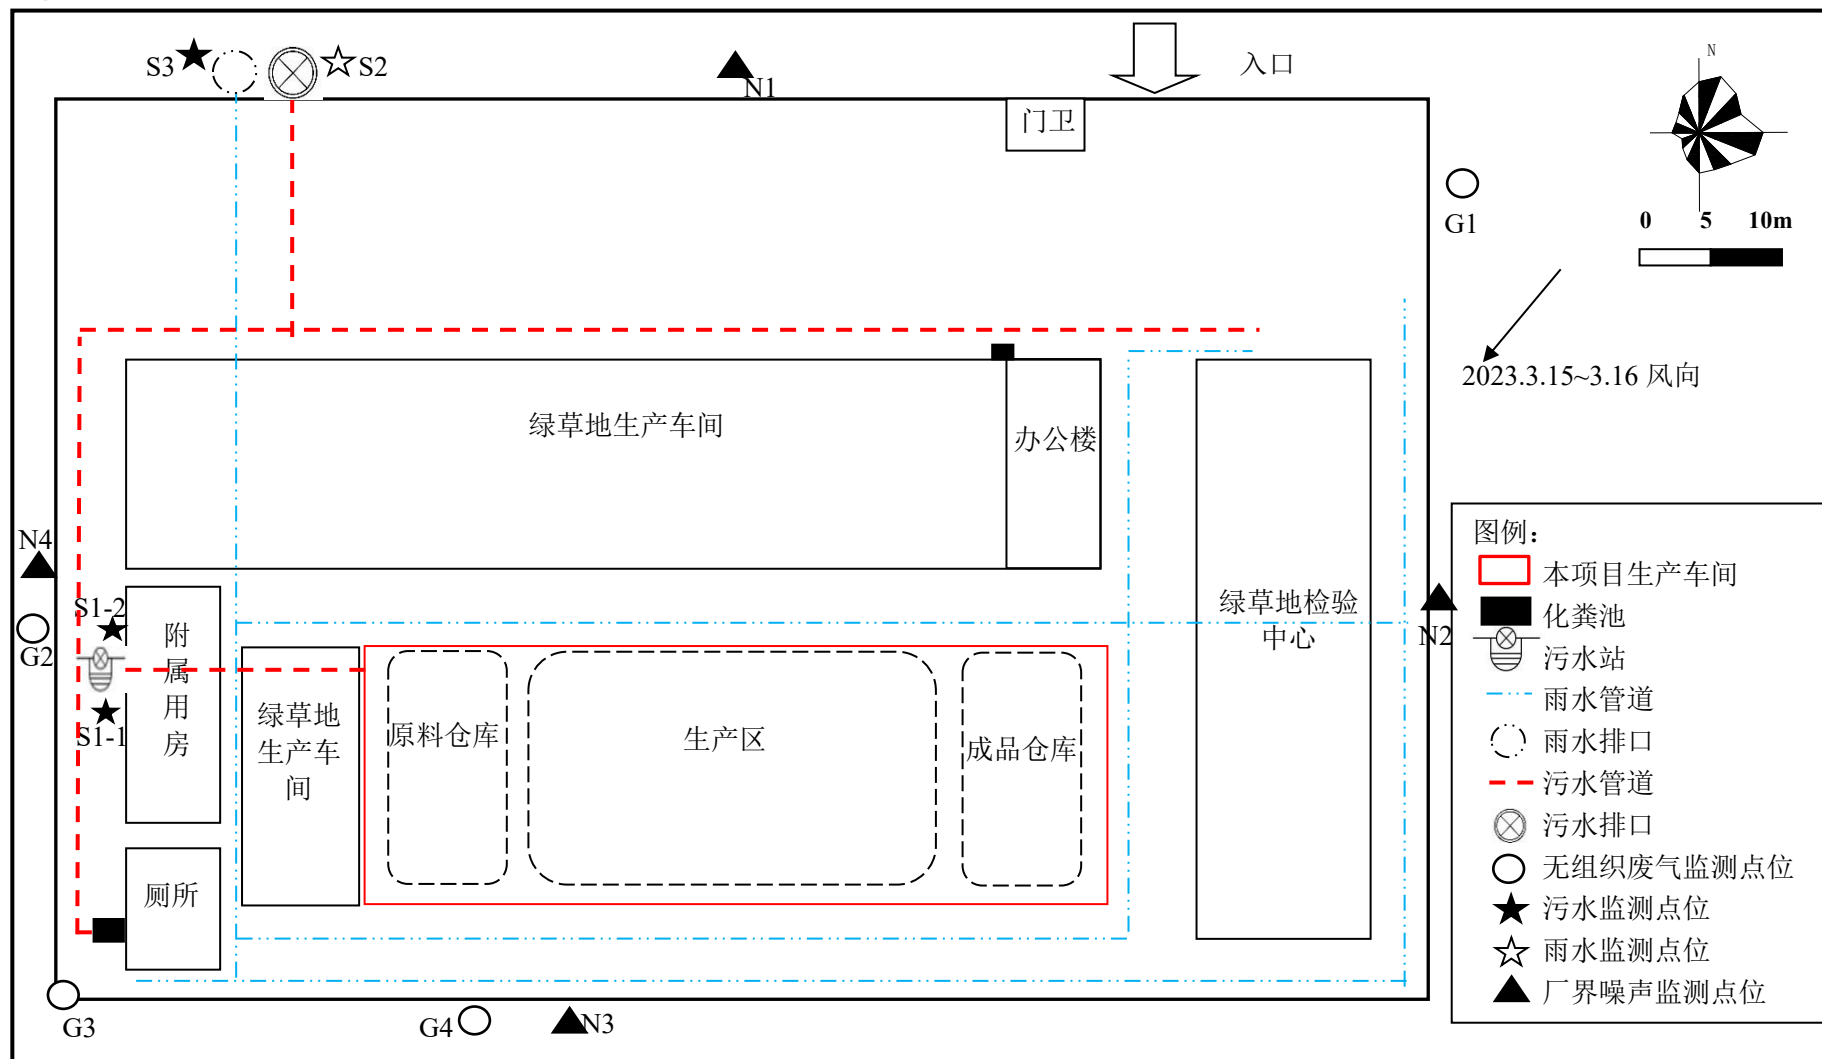 S3
S2
N1
入口
N
门卫
G1
0 5 10m
2023.3.15~3.16 风向
绿草地生产车间
办公楼
N4
S1-2
G2
S1-1
附
属
用
房
绿草地
生产车
间
原料仓库
生产区
成品仓库
绿草地检验
中心
N2
厕所
G3
G4
N3
图例：
本项目生产车间
化粪池
污水站
雨水管道
雨水排口
污水管道
污水排口
无组织废气监测点位
污水监测点位
雨水监测点位
厂界噪声监测点位